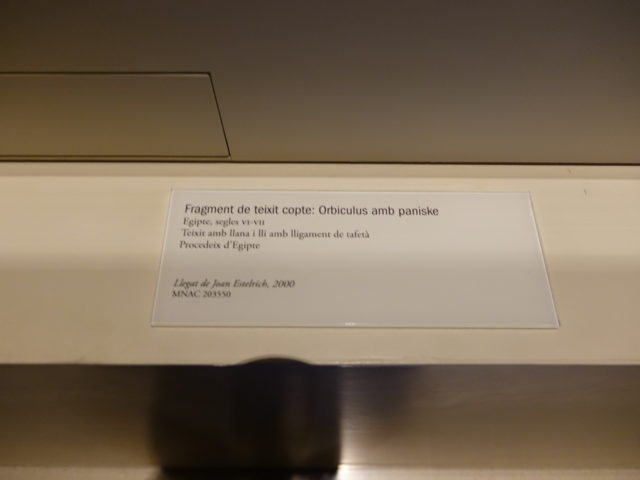 Fragment de teixit copte: Orbiculus amb paniske
Egipte, segles VI-VII
Teixit amb llana i lli amb lligament de tafetà
Procedeix d'Egipte
Llegat de Joan Estelrich, 2000
MNAC 203550